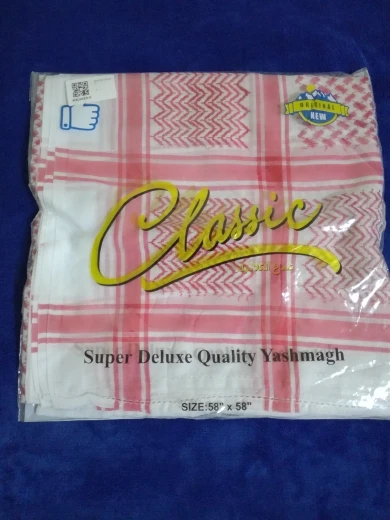 ORIGINAL
NEW
Classic
Super Deluxe Quality Yashmagh
SIZE:58" x 58"